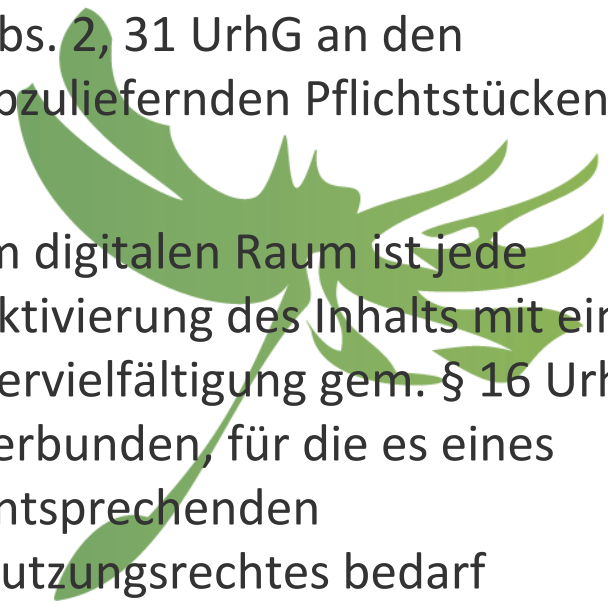 bs. 2, 31 UrhG an den
bzuliefernden Pflichtstücken
m digitalen Raum ist jede
ktivierung des Inhalts mit ein
ervielfältigung gem. § 16 Urh
erbunden, für die es eines
ntsprechenden
utzungsrechtes bedarf